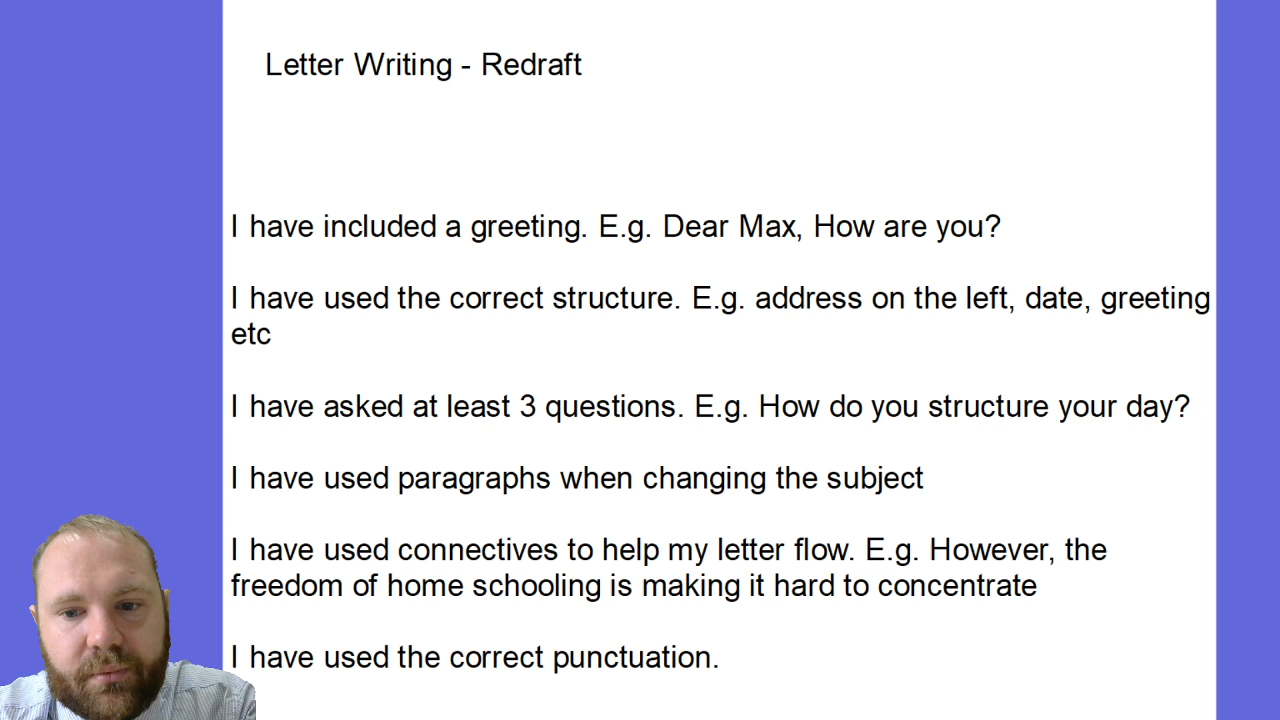 Letter Writing - Redraft
I have included a greeting. E.g. Dear Max, How are you?
I have used the correct structure. E.g. address on the left, date, greeting
etc
I have asked at least 3 questions. E.g. How do you structure your day?
I have used paragraphs when changing the subject
I have used connectives to help my letter flow. E.g. However, the
freedom of home schooling is making it hard to concentrate
I have used the correct punctuation.